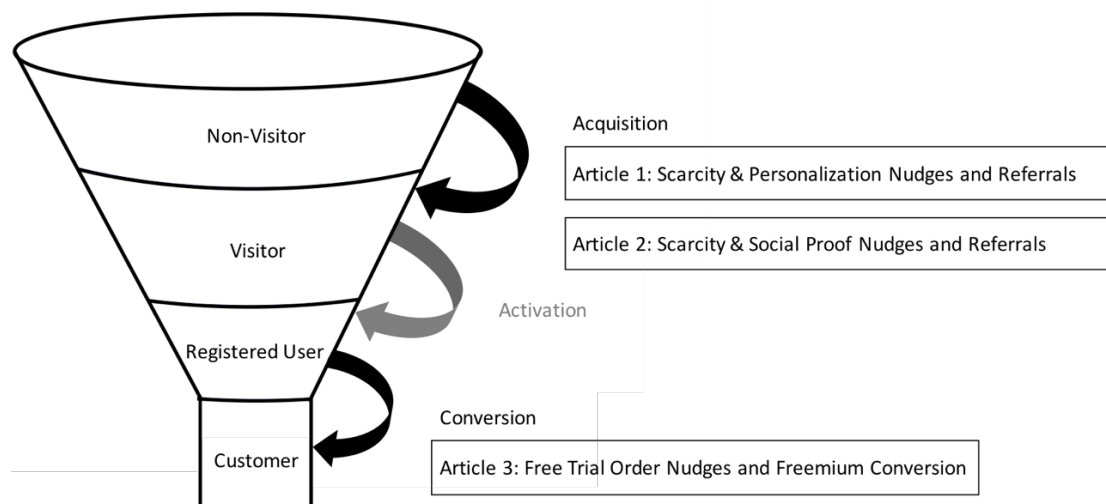 Non-Visitor
Acquisition
Article 1: Scarcity & Personalization Nudges and Referrals
Article 2: Scarcity & Social Proof Nudges and Referrals
Visitor
Activation
Registered User
Conversion
Customer
Article 3: Free Trial Order Nudges and Freemium Conversion